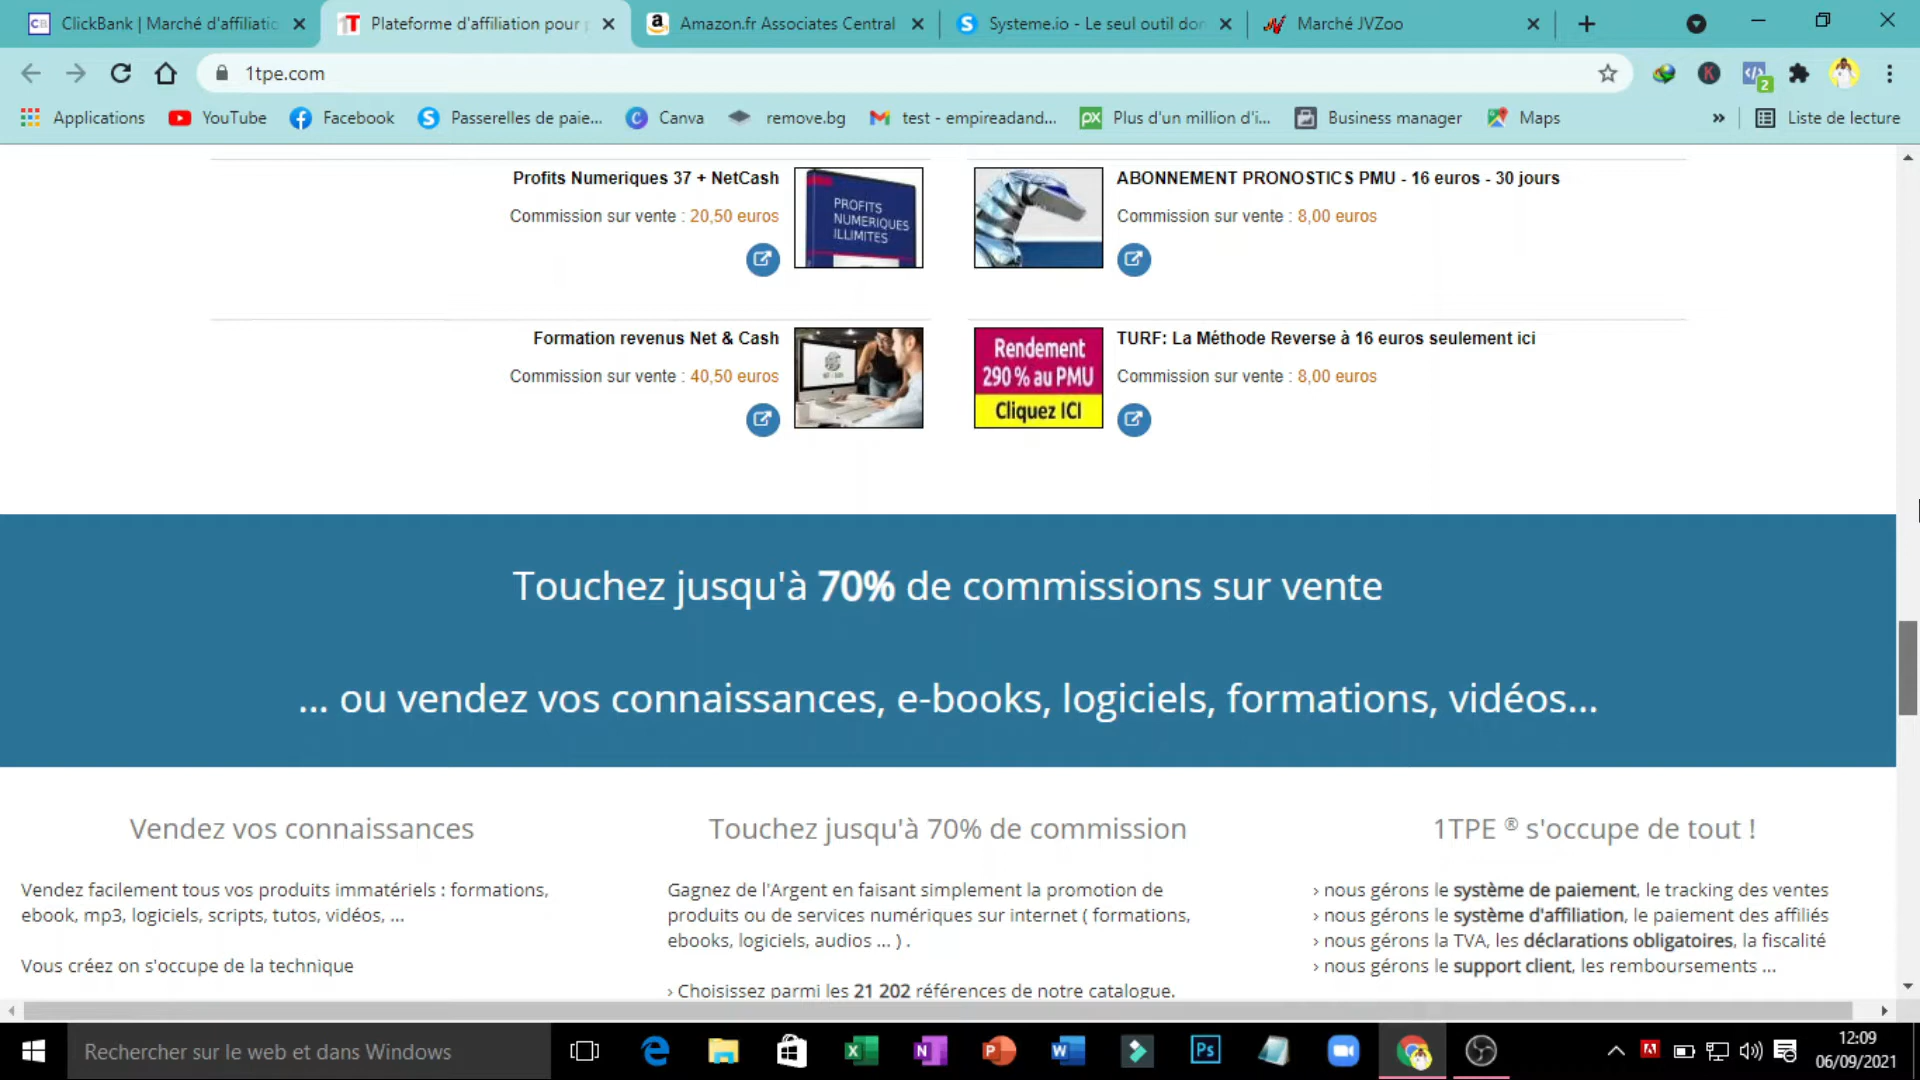 ClickBank | Marché d'affiliatio
Plateforme d'affiliation pour p
Amazon.fr Associates Central
Systeme.io - Le seul outil don
Marché JVZoo
1tpe.com
2
Applications
YouTube
Facebook
Passerelles de paie...
Canva
remove.bg
test - empireadand...
Plus d'un million d'i...
Business manager
Maps
»
Liste de lecture
Profits Numeriques 37 + NetCash
Commission sur vente : 20,50 euros
PROFITS
NUMERIQUES
ILLIMITES
ABONNEMENT PRONOSTICS PMU - 16 euros - 30 jours
Commission sur vente : 8,00 euros
Formation revenus Net & Cash
Commission sur vente : 40,50 euros
Rendement
290 % au PMU
Cliquez ICI
TURF: La Méthode Reverse à 16 euros seulement ici
Commission sur vente : 8,00 euros
Touchez jusqu'à 70% de commissions sur vente
... ou vendez vos connaissances, e-books, logiciels, formations, vidéos...
Vendez vos connaissances
Vendez facilement tous vos produits immatériels : formations,
ebook, mp3, logiciels, scripts, tutos, vidéos, ...
Vous créez on s'occupe de la technique
Touchez jusqu'à 70% de commission
Gagnez de l'Argent en faisant simplement la promotion de
produits ou de services numériques sur internet ( formations,
ebooks, logiciels, audios ... ) .
› Choisissez parmi les 21 202 références de notre catalogue.
1TPE ® s'occupe de tout !
› nous gérons le système de paiement, le tracking des ventes
› nous gérons le système d'affiliation, le paiement des affiliés
› nous gérons la TVA, les déclarations obligatoires, la fiscalité
› nous gérons le support client, les remboursements ...
Rechercher sur le web et dans Windows
12:09
06/09/2021